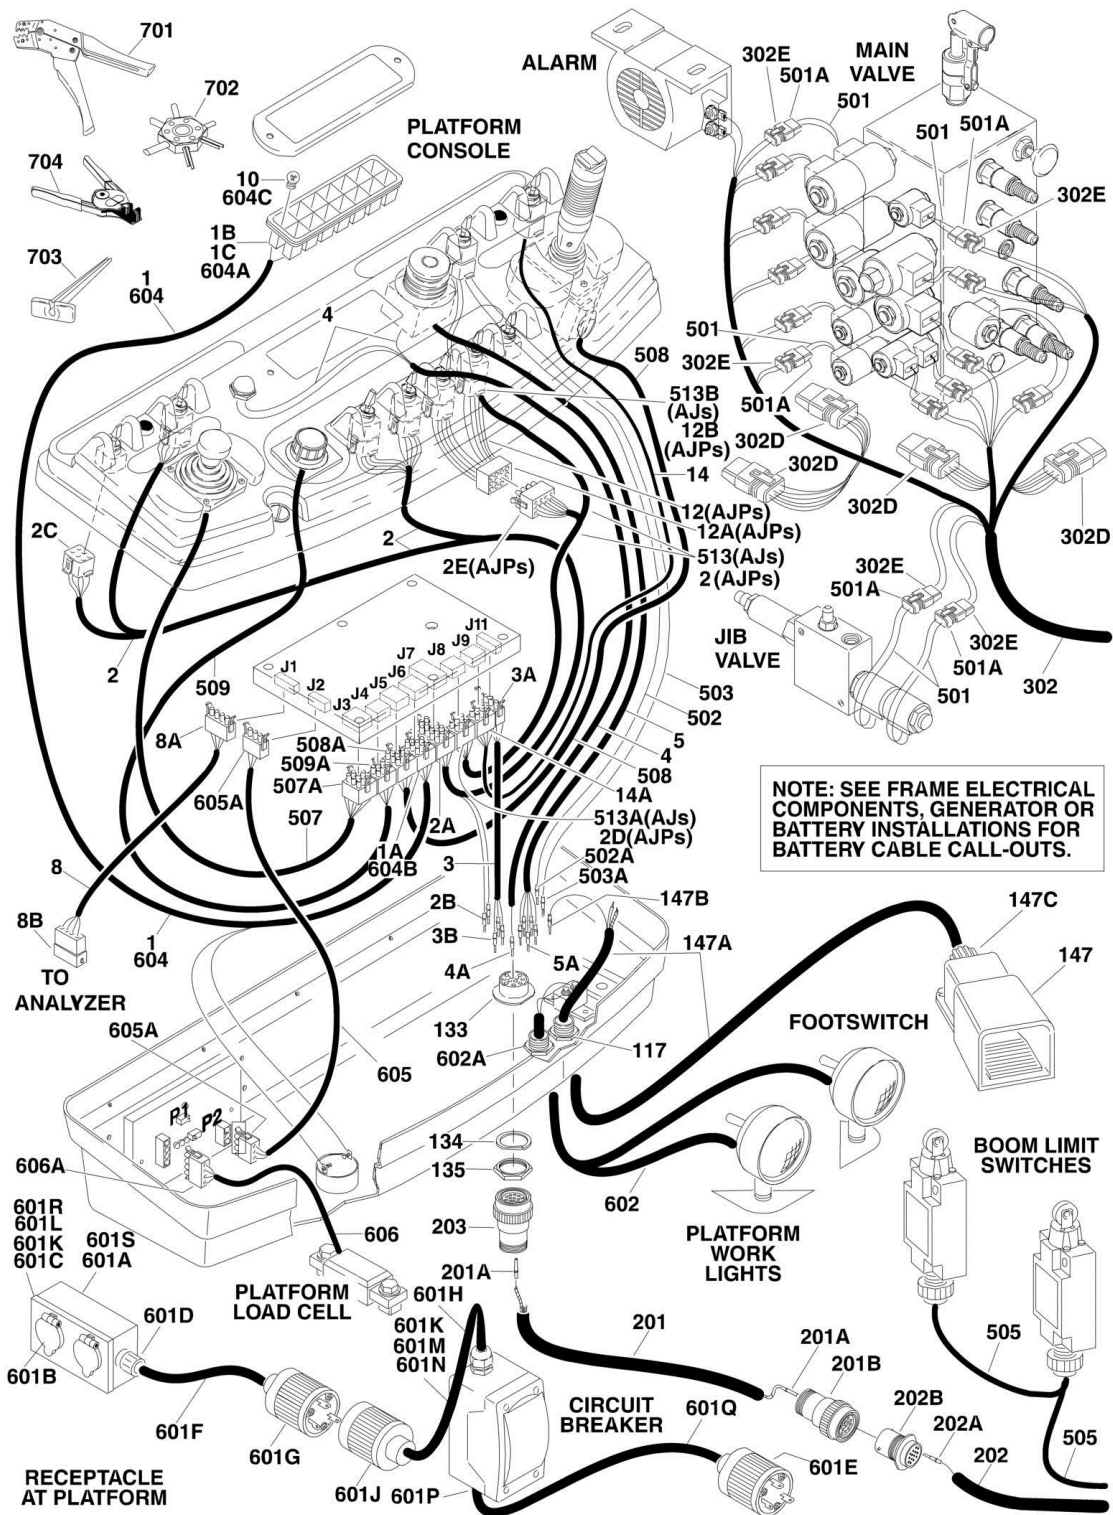 701
702
704
703
ALARM
302E
501A
501
MAIN
VALVE
501
501A
302E
PLATFORM
CONSOLE
10
604C
1B
1C
604A
1
604
4
501
302E
501A
508
513B
(AJs)
12B
(AJPs)
302D
302D
14
302D
302D
12(AJPs)
12A(AJPs)
513(AJs)
2(AJPs)
2C
2
2E(AJPs)
302E
501A
JIB
VALVE
302E
501A
501
302
2
509
J1
J2
J3
J4
J5
J6
J7
J8
J9
J11
3A
503
502
5
4
508
8A
605A
508A
509A
507A
507
14A
513A(AJs)
2D(AJPs)
2A
1A
604B
3
502A
503A
NOTE: SEE FRAME ELECTRICAL
COMPONENTS, GENERATOR OR
BATTERY INSTALLATIONS FOR
BATTERY CABLE CALL-OUTS.
8
8B
TO
ANALYZER
1
604
2B
3B
4A
5A
147B
147A
147C
147
FOOTSWITCH
133
602A
117
605A
605
P1
P2
134
135
203
606A
606
602
PLATFORM
WORK
LIGHTS
BOOM LIMIT
SWITCHES
601R
601L
601K
601C
601S
601A
601D
601B
601F
601G
PLATFORM
LOAD CELL
601H
601K
601M
601N
201A
201
201A
201B
202B
202A
202
505
505
CIRCUIT
BREAKER
601Q
601E
601J
601P
RECEPTACLE
AT PLATFORM